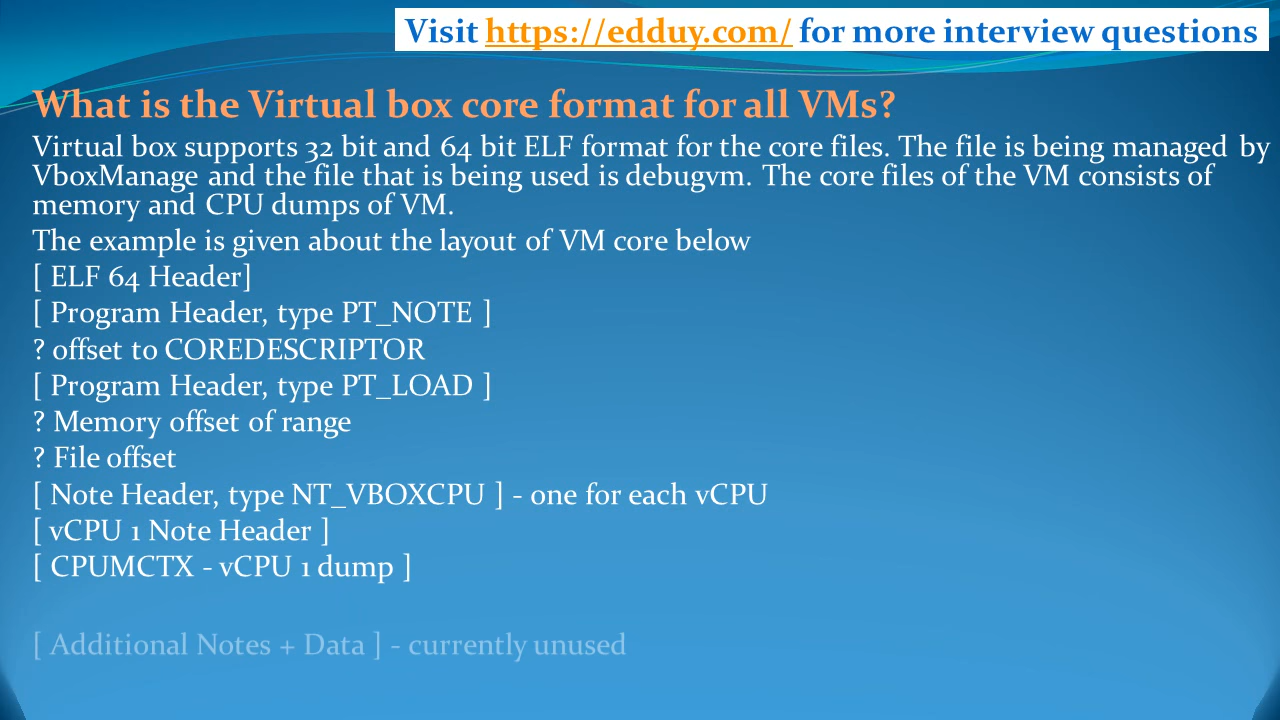 Visit https://edduy.com/ for more interview questions
What is the Virtual box core format for all VMs?
Virtual box supports 32 bit and 64 bit ELF format for the core files. The file is being managed by
VboxManage and the file that is being used is debugvm. The core files of the VM consists of
memory and CPU dumps of VM.
The example is given about the layout of VM core below
[ ELF 64 Header]
[ Program Header, type PT_NOTE ]
? offset to COREDESCRIPTOR
[ Program Header, type PT_LOAD ]
? Memory offset of range
? File offset
[ Note Header, type NT_VBOXCPU ] - one for each vCPU
[ vCPU 1 Note Header ]
[ CPUMCTX - vCPU 1 dump ]
[ Additional Notes + Data ] - currently unused